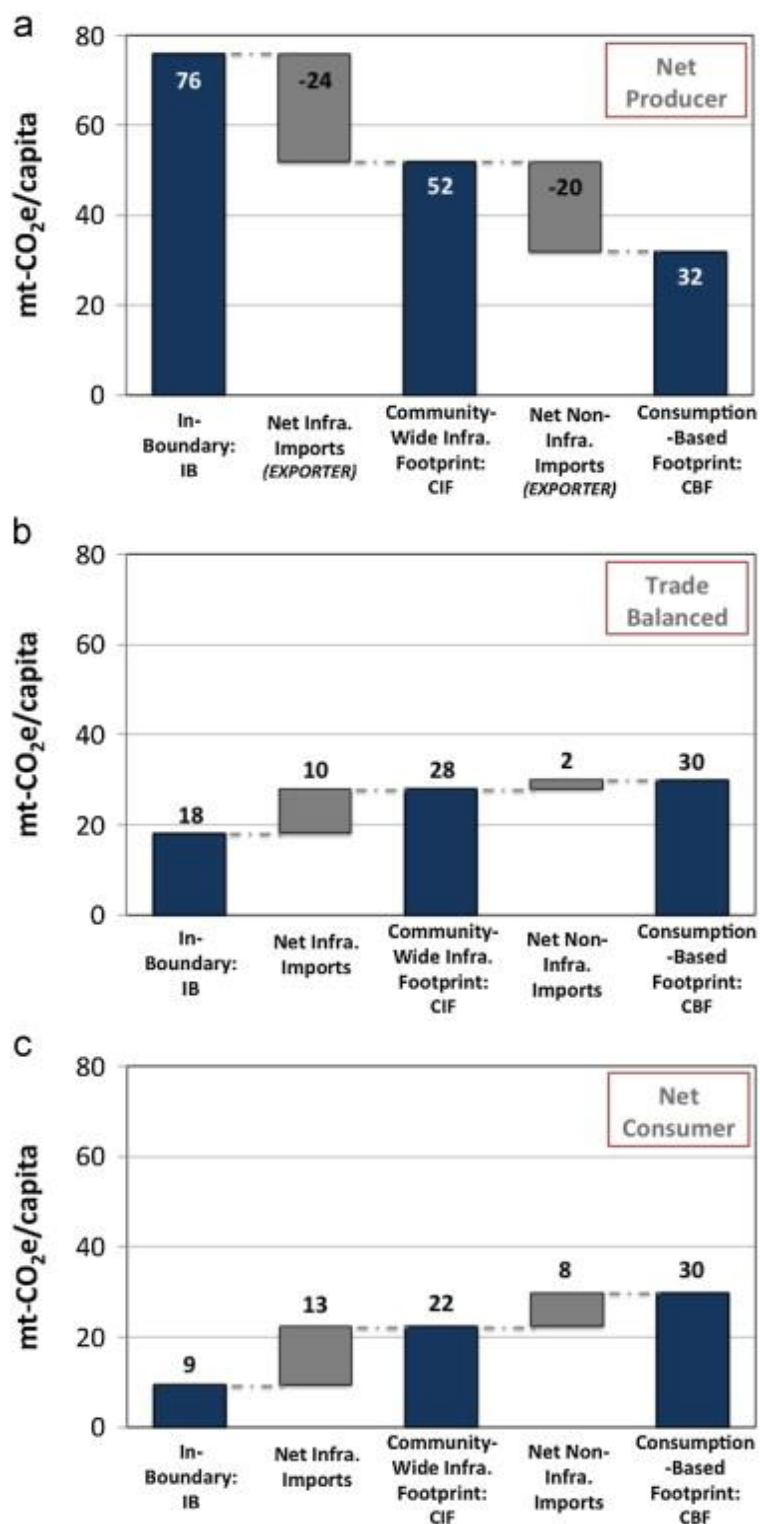 a
80
60
40
20
0
mt-CO₂e/capita
Net
Producer
76
-24
52
-20
32
In-
Boundary:
IB
Net Infra.
Imports
(EXPORTER)
Community-
Wide Infra.
Footprint:
CIF
Net Non-
Infra.
Imports
(EXPORTER)
Consumption
-Based
Footprint:
CBF
b
80
60
40
20
0
mt-CO₂e/capita
Trade
Balanced
18
10
28
2
30
In-
Boundary:
IB
Net Infra.
Imports
Community-
Wide Infra.
Footprint:
CIF
Net Non-
Infra.
Imports
Consumption
-Based
Footprint:
CBF
c
80
60
40
20
0
mt-CO₂e/capita
Net
Consumer
9
13
22
8
30
In-
Boundary:
IB
Net Infra.
Imports
Community-
Wide Infra.
Footprint:
CIF
Net Non-
Infra.
Imports
Consumption
-Based
Footprint:
CBF